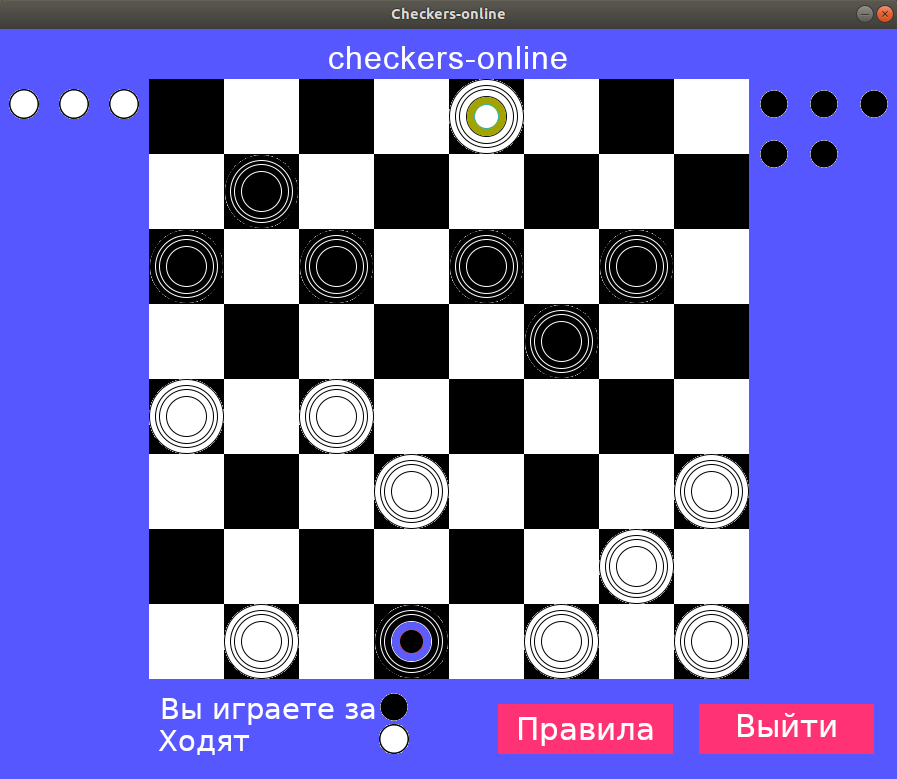 Checkers-online
checkers-online
Вы играете за
Ходят
Правила
Выйти